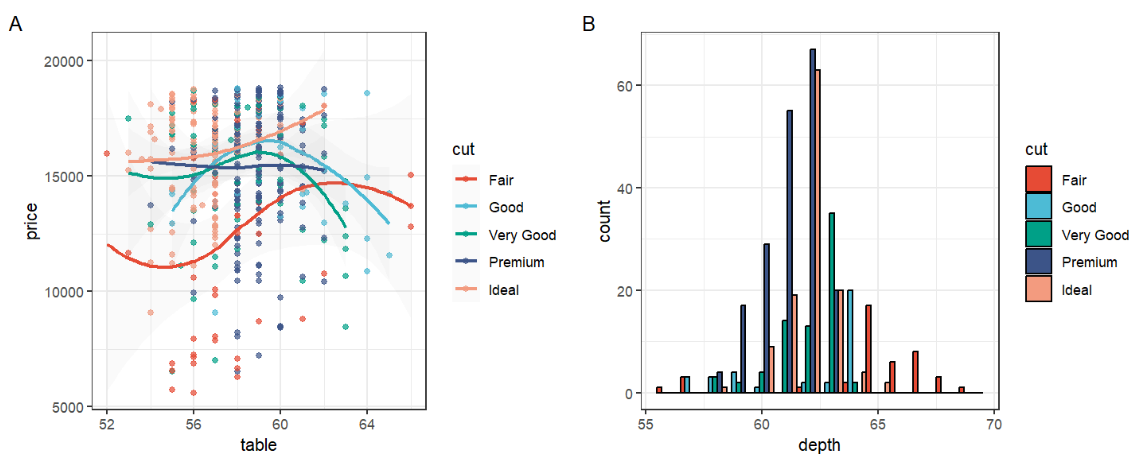 A
20000
15000
10000
5000
52
56
60
64
table
price
cut
Fair
Good
Very Good
Premium
Ideal
B
60
40
20
0
55
60
65
70
depth
count
cut
Fair
Good
Very Good
Premium
Ideal